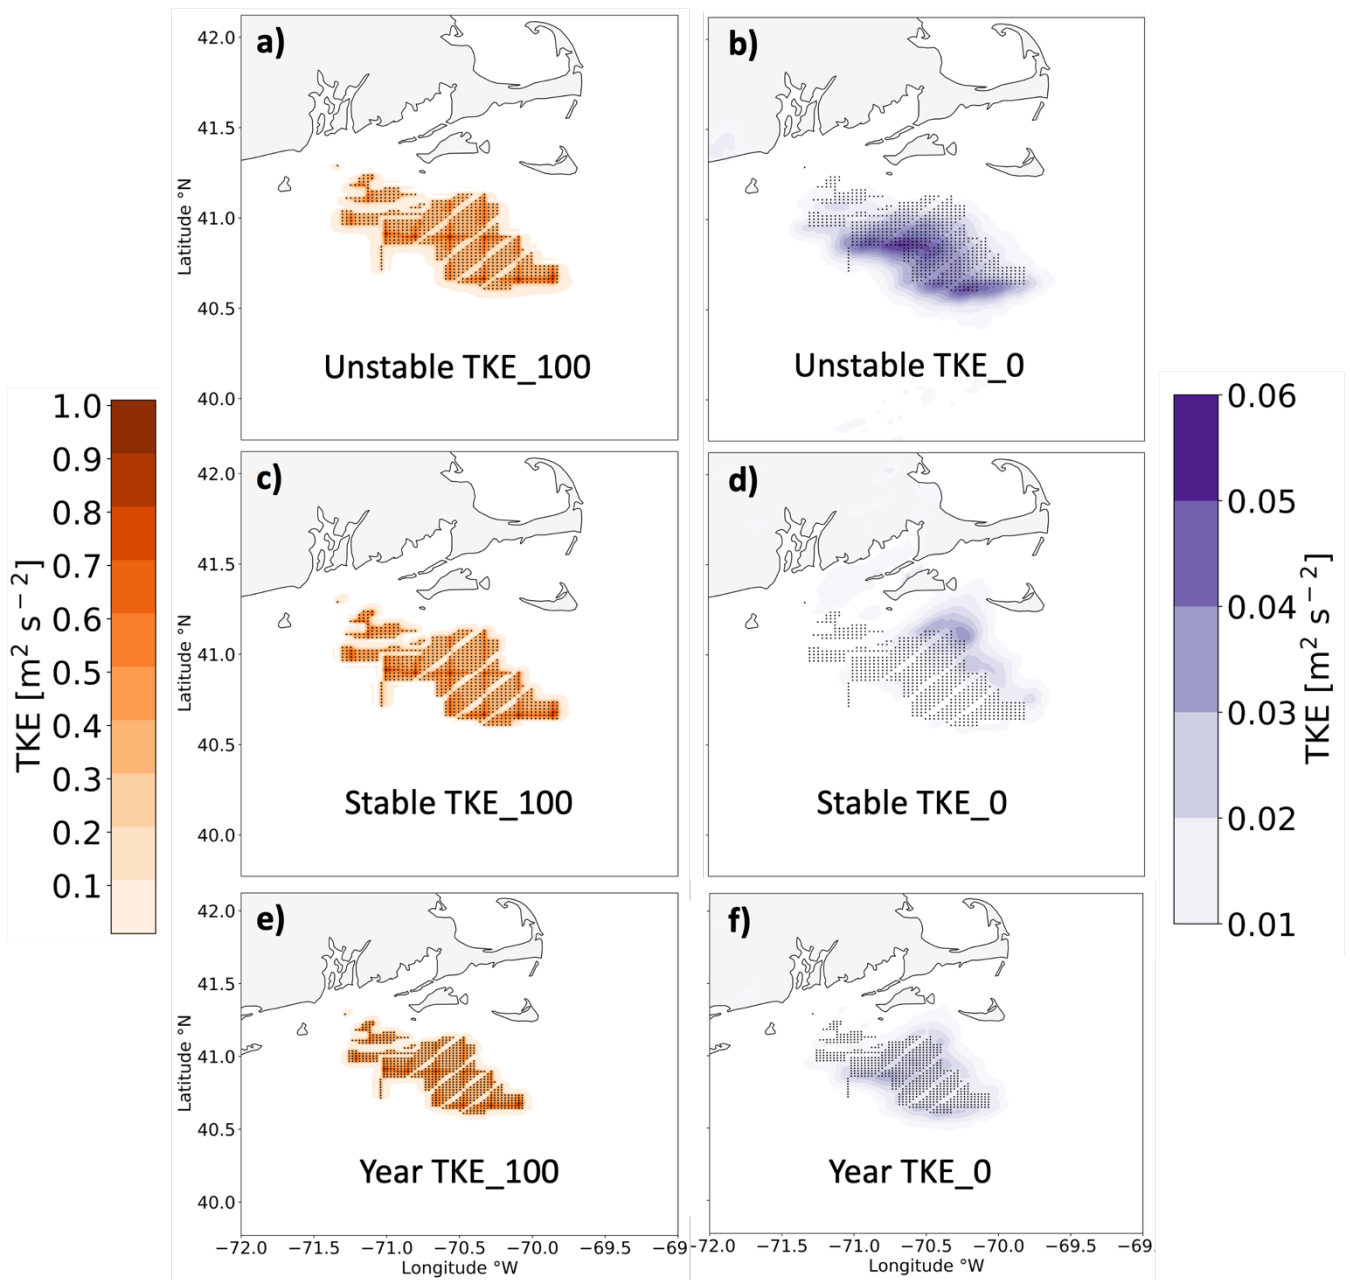 a)
42.0
41.5
41.0
40.5
40.0
Latitude °N
Unstable TKE_100
b)
Unstable TKE_0
1.0
0.9
0.8
0.7
0.6
0.5
0.4
0.3
0.2
0.1
TKE [m² s⁻²]
c)
42.0
41.5
41.0
40.5
40.0
Latitude °N
Stable TKE_100
d)
Stable TKE_0
0.06
0.05
0.04
0.03
0.02
0.01
TKE [m² s⁻²]
e)
42.0
41.5
41.0
40.5
40.0
Latitude °N
Year TKE_100
−72.0 −71.5 −71.0 −70.5 −70.0 −69.5 −69
Longitude °W
f)
Year TKE_0
−72.0 −71.5 −71.0 −70.5 −70.0 −69.5 −69.
Longitude °W